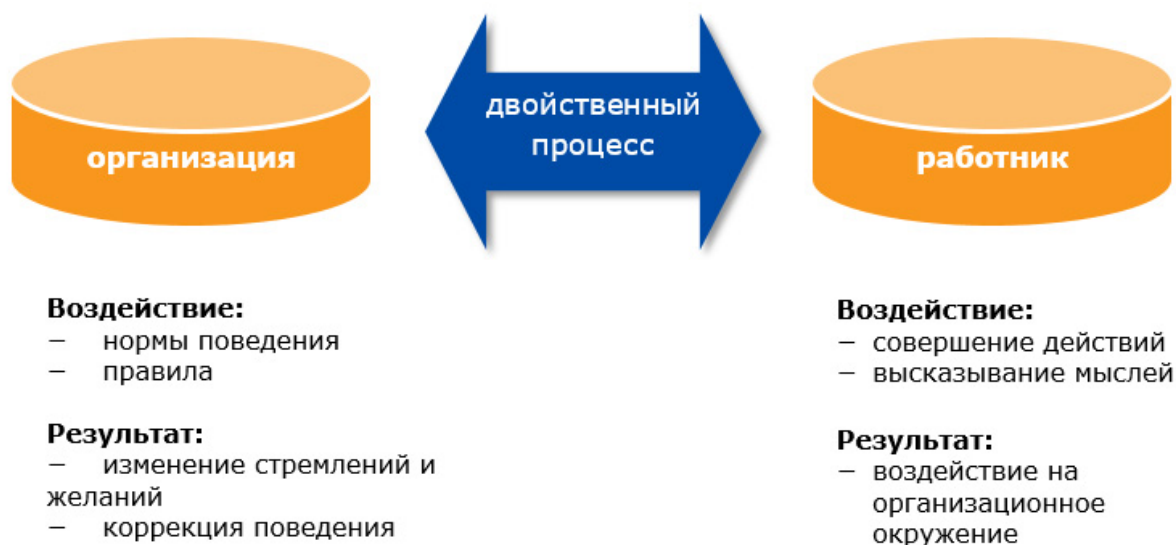 организация
двойственный
процесс
работник
Воздействие:
− нормы поведения
− правила
Результат:
− изменение стремлений и
желаний
− коррекция поведения
Воздействие:
− совершение действий
− высказывание мыслей
Результат:
− воздействие на
организационное
окружение